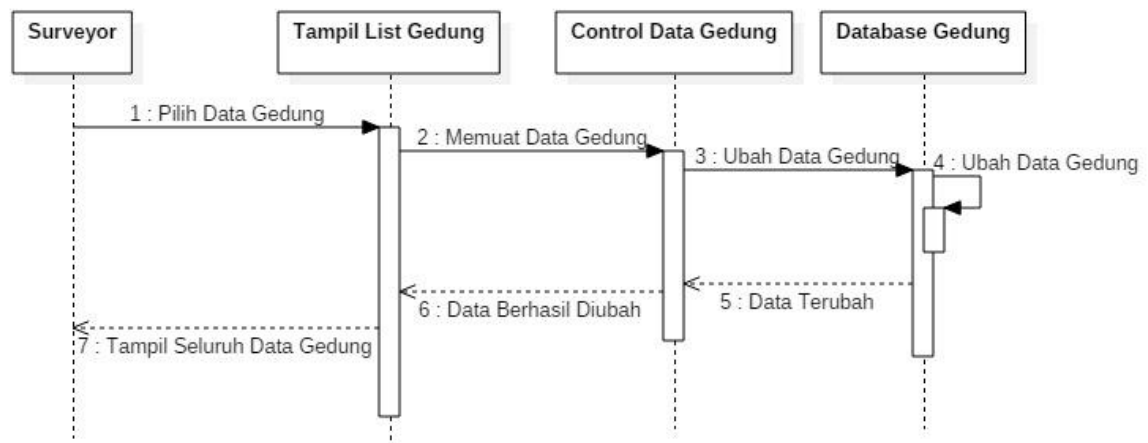 Surveyor
Tampil List Gedung
Control Data Gedung
Database Gedung
1 : Pilih Data Gedung
2 : Memuat Data Gedung
3 : Ubah Data Gedung
4 : Ubah Data Gedung
5 : Data Terubah
6 : Data Berhasil Diubah
7 : Tampil Seluruh Data Gedung